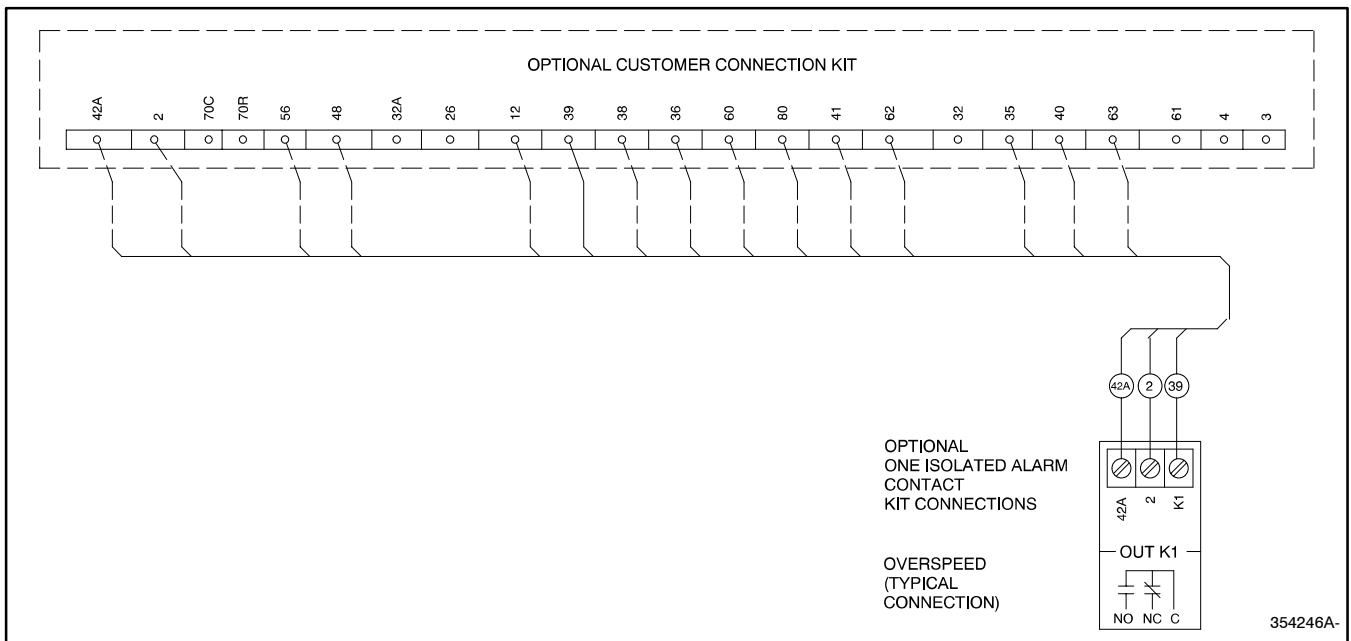 OPTIONAL CUSTOMER CONNECTION KIT
42A 2 70C 70R 56 48 32A 26 12 39 38 36 60 80 41 62 32 35 40 63 61 4 3
42A 2 39
OPTIONAL
ONE ISOLATED ALARM
CONTACT
KIT CONNECTIONS
42A 2 K1
OUT K1
OVERSPEED
(TYPICAL
CONNECTION)
NO NC C
354246A-